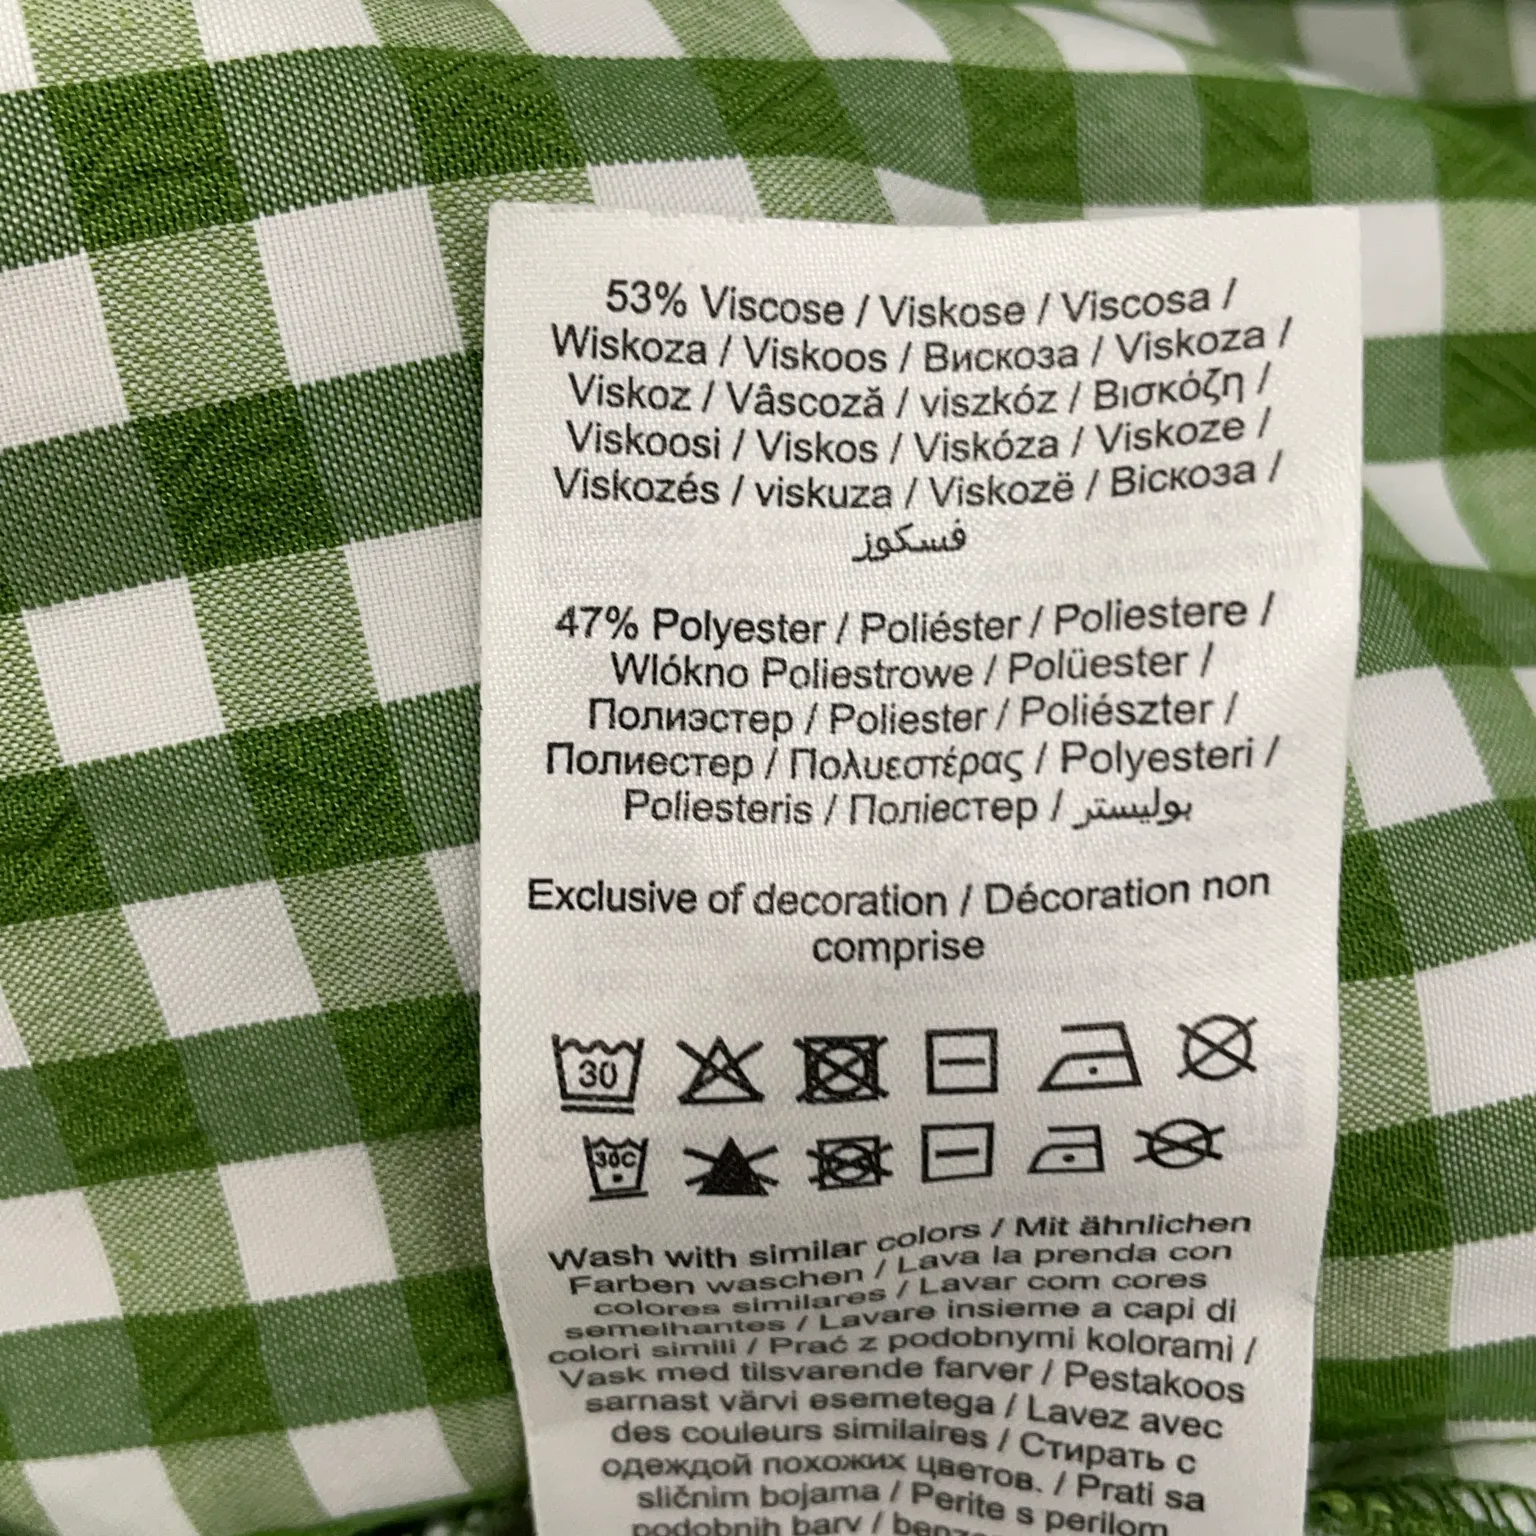 53% Viscose / Viskose / Viscosa /
Wiskoza / Viskoos / Вискоза / Viskoza /
Viskoz / Vâscoză / viszkóz / Βισκόζη /
Viskoosi / Viskos / Viskóza / Viskoze /
Viskozés / viskuza / Viskozë / Віскоза /
فسكوز
47% Polyester / Poliéster / Poliestere /
Wlókno Poliestrowe / Polüester /
Полиэстер / Poliester / Poliészter /
Полиестер / Πολυεστέρας / Polyesteri /
Poliesteris / Поліестер / بوليستر
Exclusive of decoration / Décoration non
comprise
30
30C
Wash with similar colors / Mit ähnlichen
Farben waschen / Lava la prenda con
colores similares / Lavar com cores
semelhantes / Lavare insieme a capi di
colori simili / Prać z podobnymi kolorami /
Vask med tilsvarende farver / Pestakoos
sarnast värvi esemetega / Lavez avec
des couleurs similaires / Стирать с
одеждой похожих цветов. / Prati sa
sličnim bojama / Perite s perilom
podobnih barv /